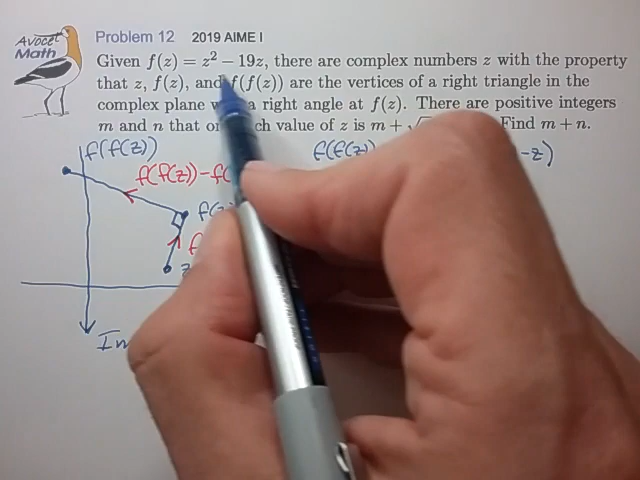 Avocet Math
Problem 12 2019 AIME I
Given f(z) = z² − 19z, there are complex numbers z with the property
that z, f(z), and f(f(z)) are the vertices of a right triangle in the
complex plane a right angle at f(z). There are positive integers
m and n that value of z is m + √ Find m + n.
f(f(z)) f(f(z) -z)
f(f(z))-f(
f(z
f
z
Im